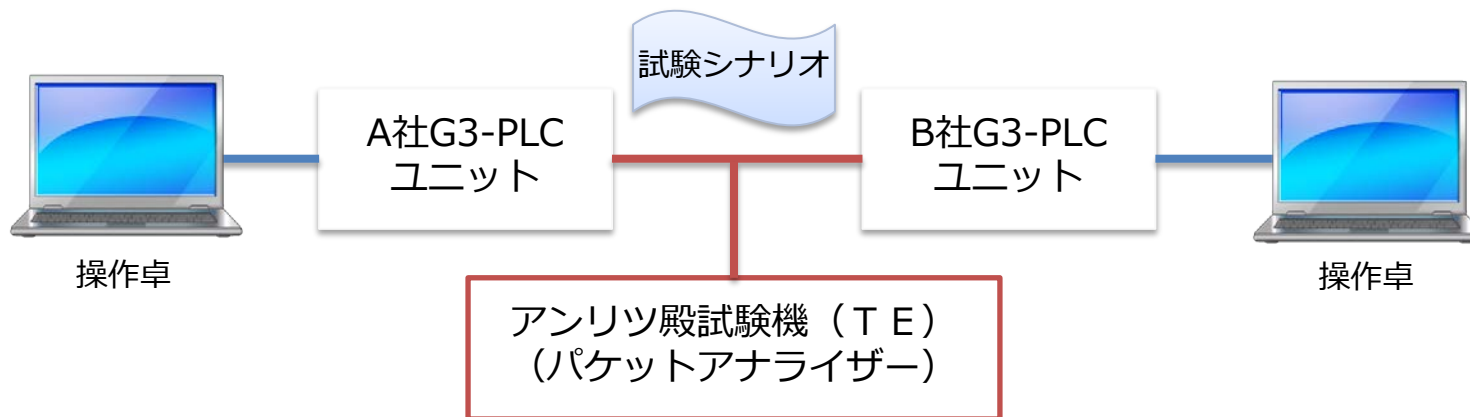 試験シナリオ
A社G3-PLC
ユニット
B社G3-PLC
ユニット
操作卓
操作卓
アンリツ殿試験機（ＴＥ）
（パケットアナライザー）